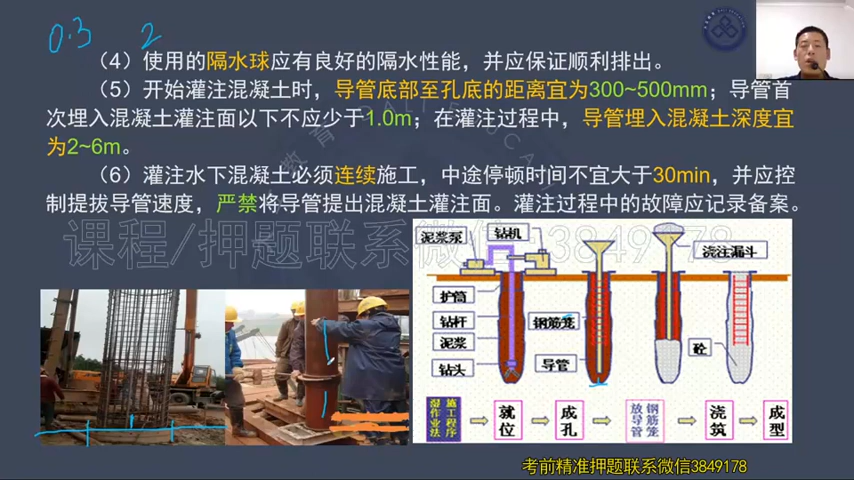 0.3 2
（4）使用的隔水球应有良好的隔水性能，并应保证顺利排出。
（5）开始灌注混凝土时，导管底部至孔底的距离宜为300~500mm；导管首
次埋入混凝土灌注面以下不应少于1.0m；在灌注过程中，导管埋入混凝土深度宜
为2~6m。
（6）灌注水下混凝土必须连续施工，中途停顿时间不宜大于30min，并应控
制提拔导管速度，严禁将导管提出混凝土灌注面。灌注过程中的故障应记录备案。
课程/押题联系微信3849178
泥浆泵
钻机
浇注漏斗
护筒
钻杆
泥浆
钻头
钢筋笼
导管
砼
湿作业法
施工程序
就位
成孔
放导管
钢筋笼
浇筑
成型
考前精准押题联系微信3849178